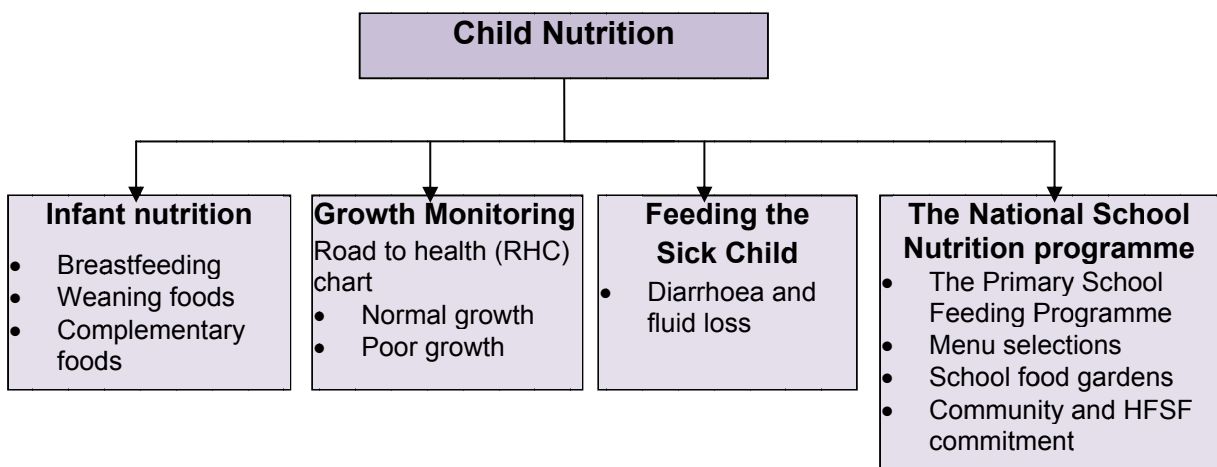 Child Nutrition
Infant nutrition
• Breastfeeding
• Weaning foods
• Complementary
foods
Growth Monitoring
Road to health (RHC)
chart
• Normal growth
• Poor growth
Feeding the
Sick Child
• Diarrhoea and
fluid loss
The National School
Nutrition programme
• The Primary School
Feeding Programme
• Menu selections
• School food gardens
• Community and HFSF
commitment